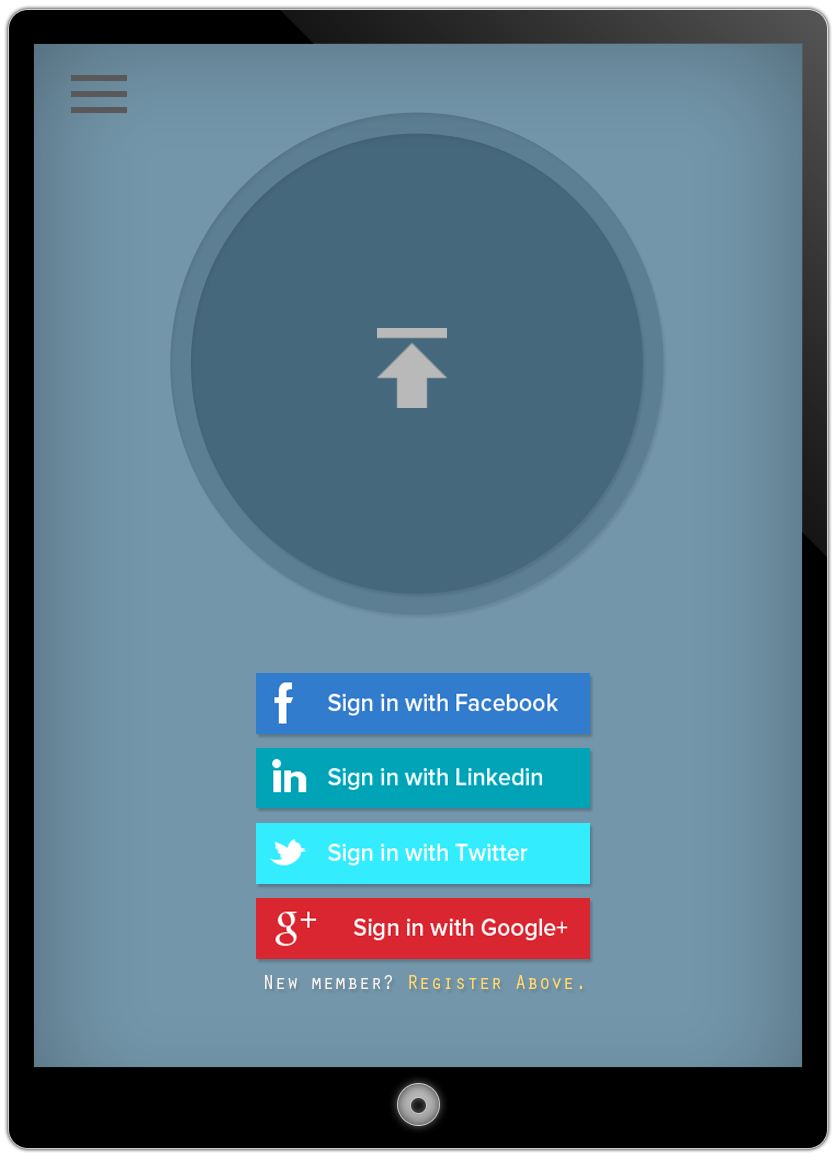 f Sign in with Facebook
in Sign in with Linkedin
Sign in with Twitter
g+ Sign in with Google+
New member? Register Above.